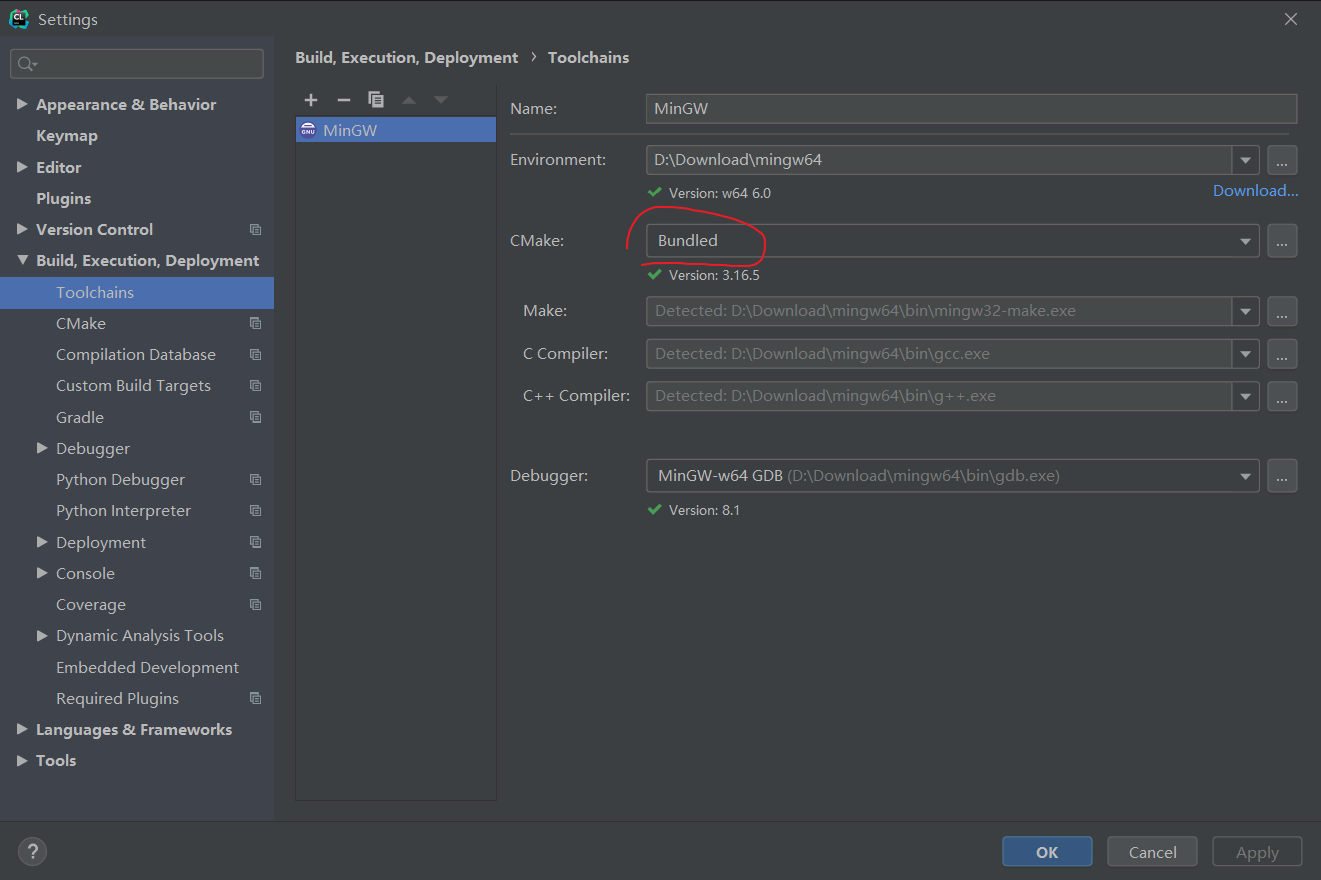 CL
Settings
Appearance & Behavior
Keymap
Editor
Plugins
Version Control
Build, Execution, Deployment
Toolchains
CMake
Compilation Database
Custom Build Targets
Gradle
Debugger
Python Debugger
Python Interpreter
Deployment
Console
Coverage
Dynamic Analysis Tools
Embedded Development
Required Plugins
Languages & Frameworks
Tools
Build, Execution, Deployment › Toolchains
GNU MinGW
Name: MinGW
Environment: D:\Download\mingw64 ...
Version: w64 6.0 Download...
CMake: Bundled ...
Version: 3.16.5
Make: Detected: D:\Download\mingw64\bin\mingw32-make.exe ...
C Compiler: Detected: D:\Download\mingw64\bin\gcc.exe ...
C++ Compiler: Detected: D:\Download\mingw64\bin\g++.exe ...
Debugger: MinGW-w64 GDB (D:\Download\mingw64\bin\gdb.exe) ...
Version: 8.1
? OK Cancel Apply